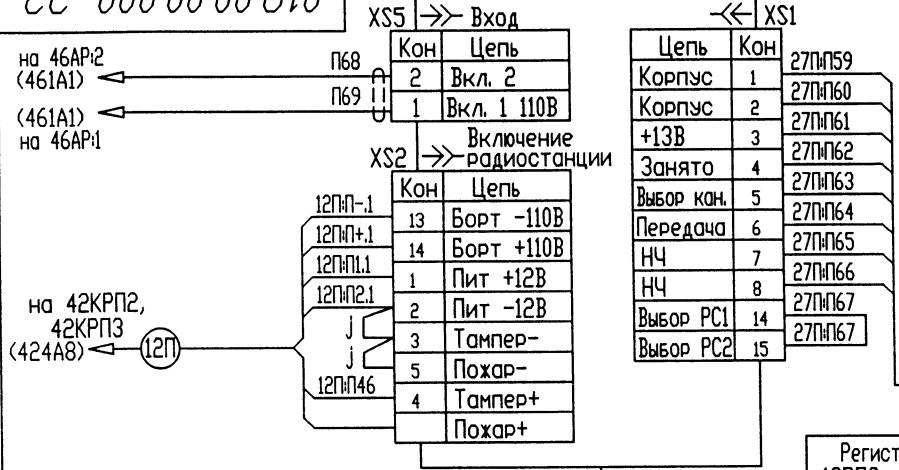 XS5 Вход
Кон Цепь
2 Вкл. 2
1 Вкл. 1 110В
на 46АР:2
(461А1)
П68
П69
(461А1)
на 46АР:1
XS2 Включение
радиостанции
Кон Цепь
13 Борт -110В
14 Борт +110В
1 Пит +12В
2 Пит -12В
3 Тампер-
5 Пожар-
4 Тампер+
Пожар+
12П:П-.1
12П:П+.1
12П:П1.1
12П:П2.1
j
j
12П:П46
на 42КРП2,
42КРП3
(424А8)
12П
XS1
Цепь Кон
Корпус 1 27П:П59
Корпус 2 27П:П60
+13В 3 27П:П61
Занято 4 27П:П62
Выбор кан. 5 27П:П63
Передача 6 27П:П64
НЧ 7 27П:П65
НЧ 8 27П:П66
Выбор РС1 14 27П:П67
Выбор РС2 15 27П:П67